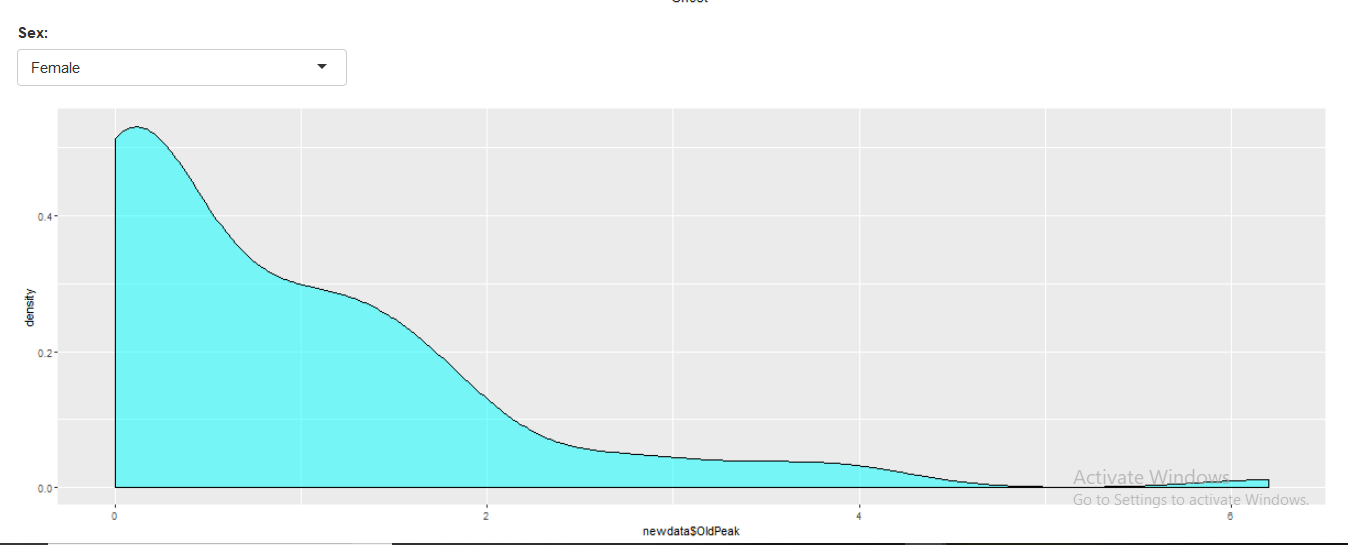 Sex:
Female
0.4
0.2
0.0
density
0
2
4
6
newdata$OldPeak
Activate Windows
Go to Settings to activate Windows.